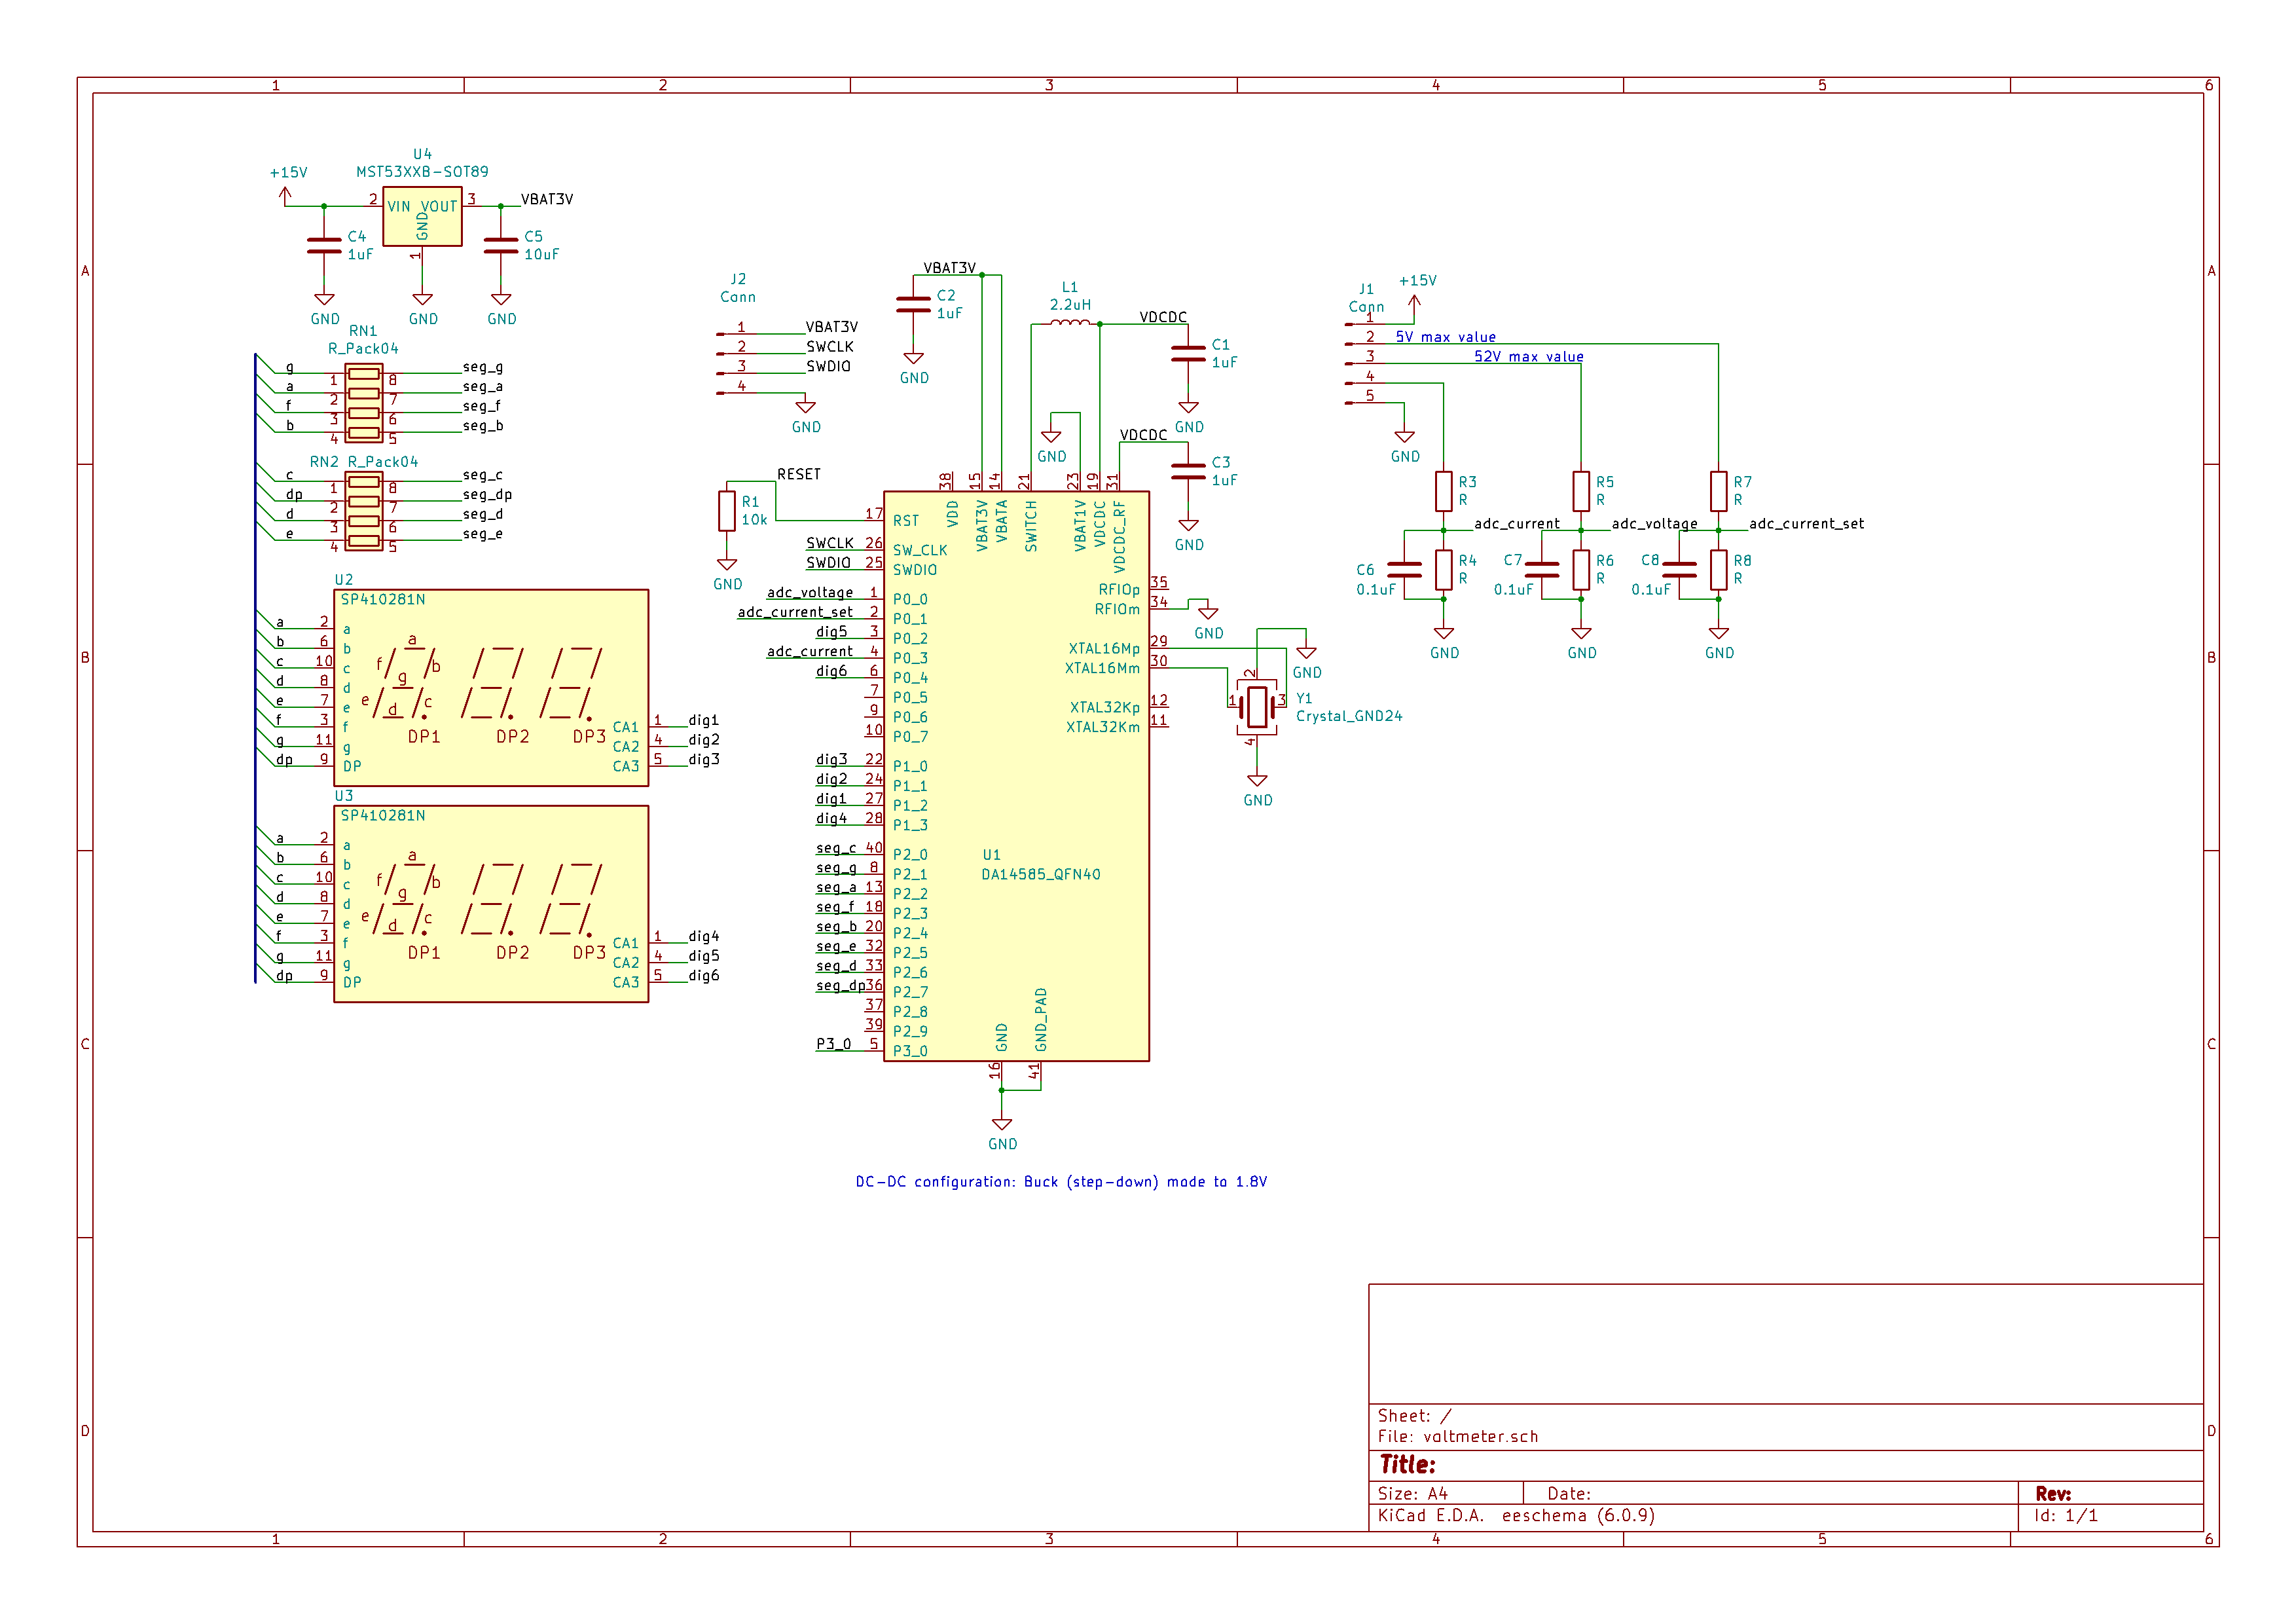 1 2 3 4 5 6
A
B
C
D
+15V
U4
MST53XXB-SOT89
2 VIN VOUT 3
GND
1
VBAT3V
C4
1uF
C5
10uF
GND GND GND
RN1
R_Pack04
g 1 8 seg_g
a 2 7 seg_a
f 3 6 seg_f
b 4 5 seg_b
RN2 R_Pack04
c 1 8 seg_c
dp 2 7 seg_dp
d 3 6 seg_d
e 4 5 seg_e
U2
SP410281N
a 2 a
b 6 b
c 10 c
d 8 d
e 7 e
f 3 f
g 11 g
dp 9 DP
a
f b
g
e d c
DP1 DP2 DP3
CA1 1 dig1
CA2 4 dig2
CA3 5 dig3
U3
SP410281N
a 2 a
b 6 b
c 10 c
d 8 d
e 7 e
f 3 f
g 11 g
dp 9 DP
a
f b
g
e d c
DP1 DP2 DP3
CA1 1 dig4
CA2 4 dig5
CA3 5 dig6
J2
Conn
1 VBAT3V
2 SWCLK
3 SWDIO
4
GND
RESET
R1
10k
GND
VBAT3V
C2
1uF
GND
L1
2.2uH
VDCDC
C1
1uF
GND
GND
VDCDC
C3
1uF
GND
38 VDD
15 VBAT3V
14 VBATA
21 SWITCH
23 VBAT1V
19 VDCDC
31 VDCDC_RF
17 RST
SWCLK 26 SW_CLK
SWDIO 25 SWDIO
adc_voltage 1 P0_0
adc_current_set 2 P0_1
dig5 3 P0_2
adc_current 4 P0_3
dig6 6 P0_4
7 P0_5
9 P0_6
10 P0_7
dig3 22 P1_0
dig2 24 P1_1
dig1 27 P1_2
dig4 28 P1_3
seg_c 40 P2_0
seg_g 8 P2_1
seg_a 13 P2_2
seg_f 18 P2_3
seg_b 20 P2_4
seg_e 32 P2_5
seg_d 33 P2_6
seg_dp 36 P2_7
37 P2_8
39 P2_9
P3_0 5 P3_0
U1
DA14585_QFN40
RFIOp 35
RFIOm 34
GND
XTAL16Mp 29
XTAL16Mm 30
XTAL32Kp 12
XTAL32Km 11
GND
2
1 3
4
Y1
Crystal_GND24
GND
GND GND_PAD
16 41
GND
DC-DC configuration: Buck (step-down) mode to 1.8V
J1
Conn
+15V
1
2 5V max value
3 52V max value
4
5
GND
R3
R
R5
R
R7
R
adc_current adc_voltage adc_current_set
C6
0.1uF
R4
R
C7
0.1uF
R6
R
C8
0.1uF
R8
R
GND GND GND
Sheet: /
File: voltmeter.sch
Title:
Size: A4 Date: Rev:
KiCad E.D.A. eeschema (6.0.9) Id: 1/1
1 2 3 4 5 6
A
B
C
D